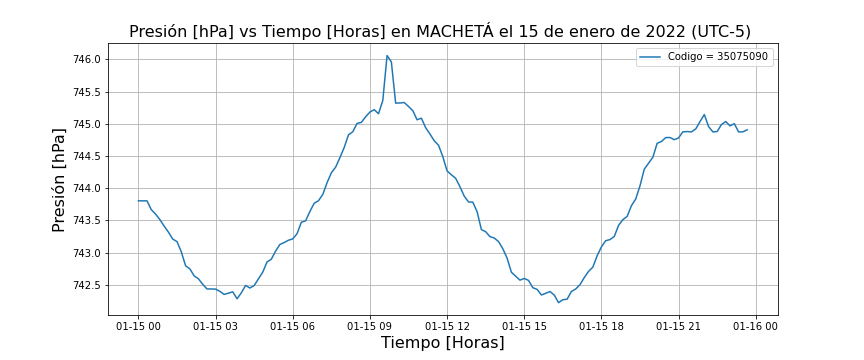 Presión [hPa] vs Tiempo [Horas] en MACHETÁ el 15 de enero de 2022 (UTC-5)
Codigo = 35075090
Presión [hPa]
746.0
745.5
745.0
744.5
744.0
743.5
743.0
742.5
01-15 00 01-15 03 01-15 06 01-15 09 01-15 12 01-15 15 01-15 18 01-15 21 01-16 00
Tiempo [Horas]